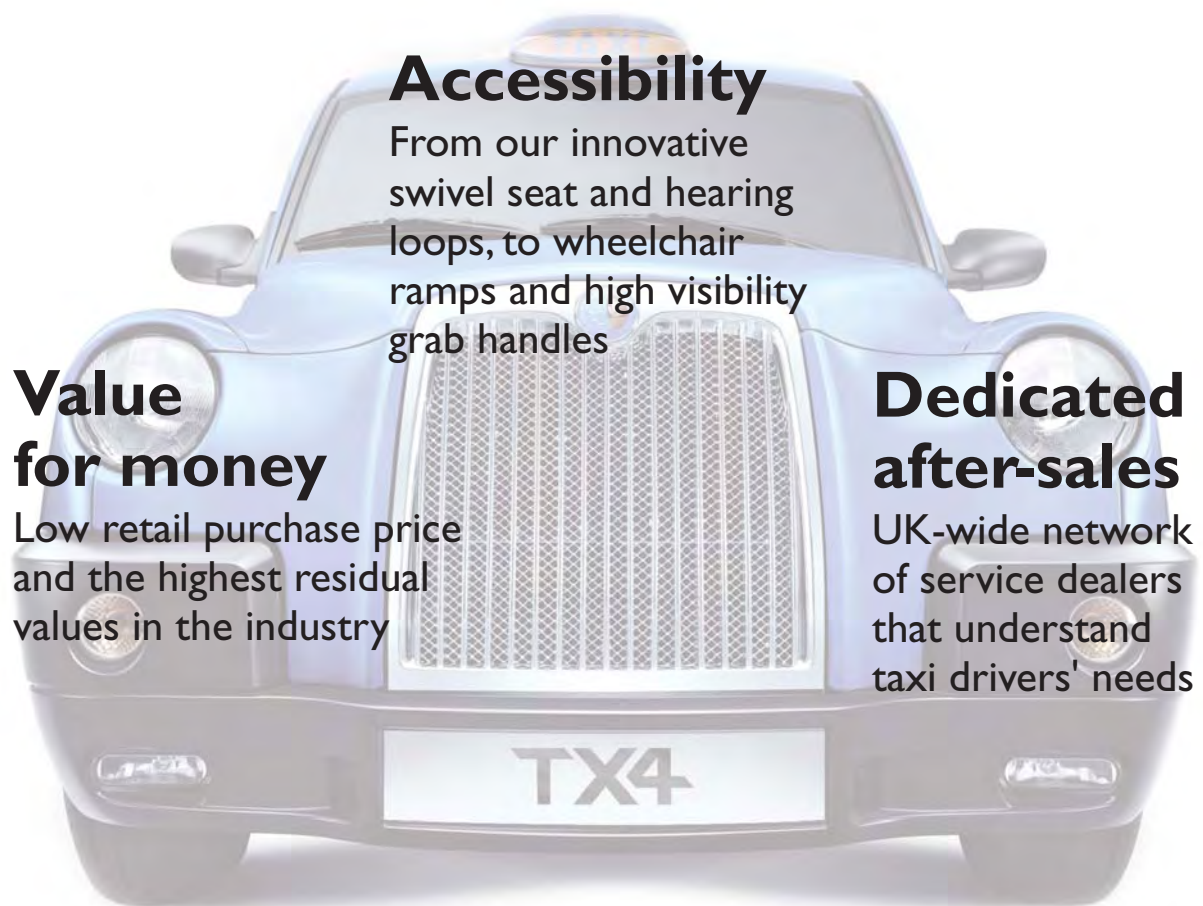 TAXI
Accessibility
From our innovative
swivel seat and hearing
loops, to wheelchair
ramps and high visibility
grab handles
Value
for money
Low retail purchase price
and the highest residual
values in the industry
Dedicated
after-sales
UK-wide network
of service dealers
that understand
taxi drivers' needs
TX4